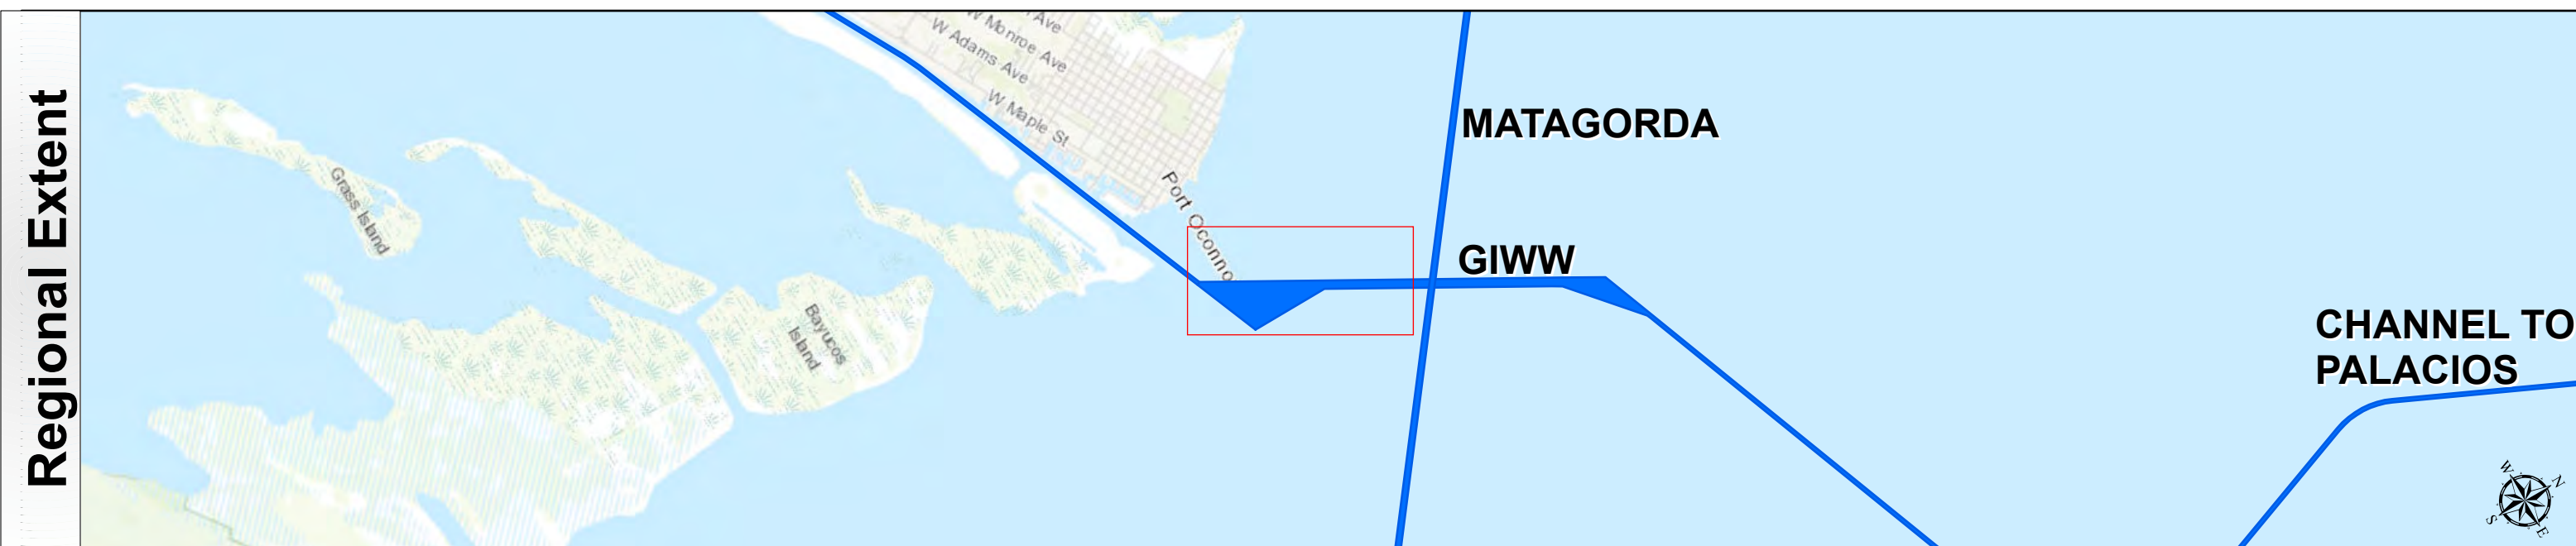 Regional Extent
Ave
W Monroe Ave
W Adams Ave
W Maple St
Port Oconno
Grass Island
Bayucos
Island
MATAGORDA
GIWW
CHANNEL TO
PALACIOS
W
N
S
E